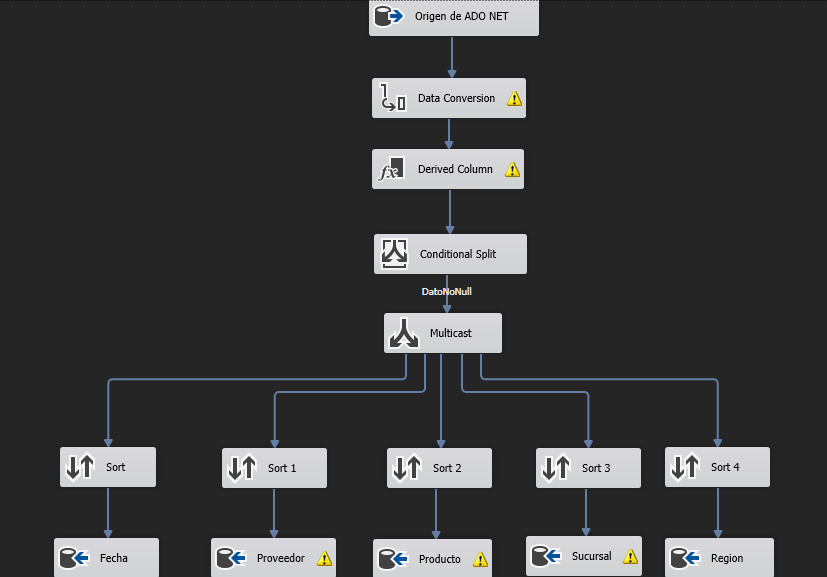 Origen de ADO NET
Data Conversion
fx Derived Column
Conditional Split
DatoNoNull
Multicast
Sort
Sort 1
Sort 2
Sort 3
Sort 4
Fecha
Proveedor
Producto
Sucursal
Region